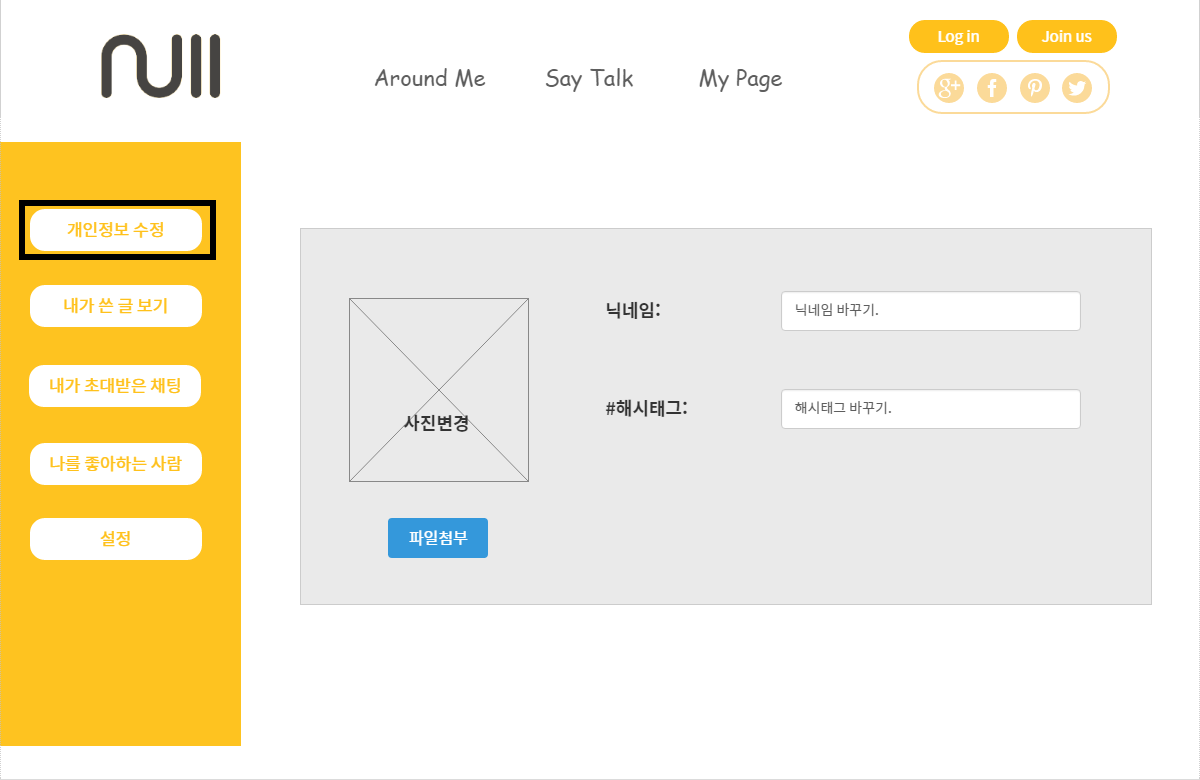 null
Log in
Join us
Around Me
Say Talk
My Page
개인정보 수정
내가 쓴 글 보기
내가 초대받은 채팅
나를 좋아하는 사람
설정
사진변경
파일첨부
닉네임:
닉네임 바꾸기.
#해시태그:
해시태그 바꾸기.